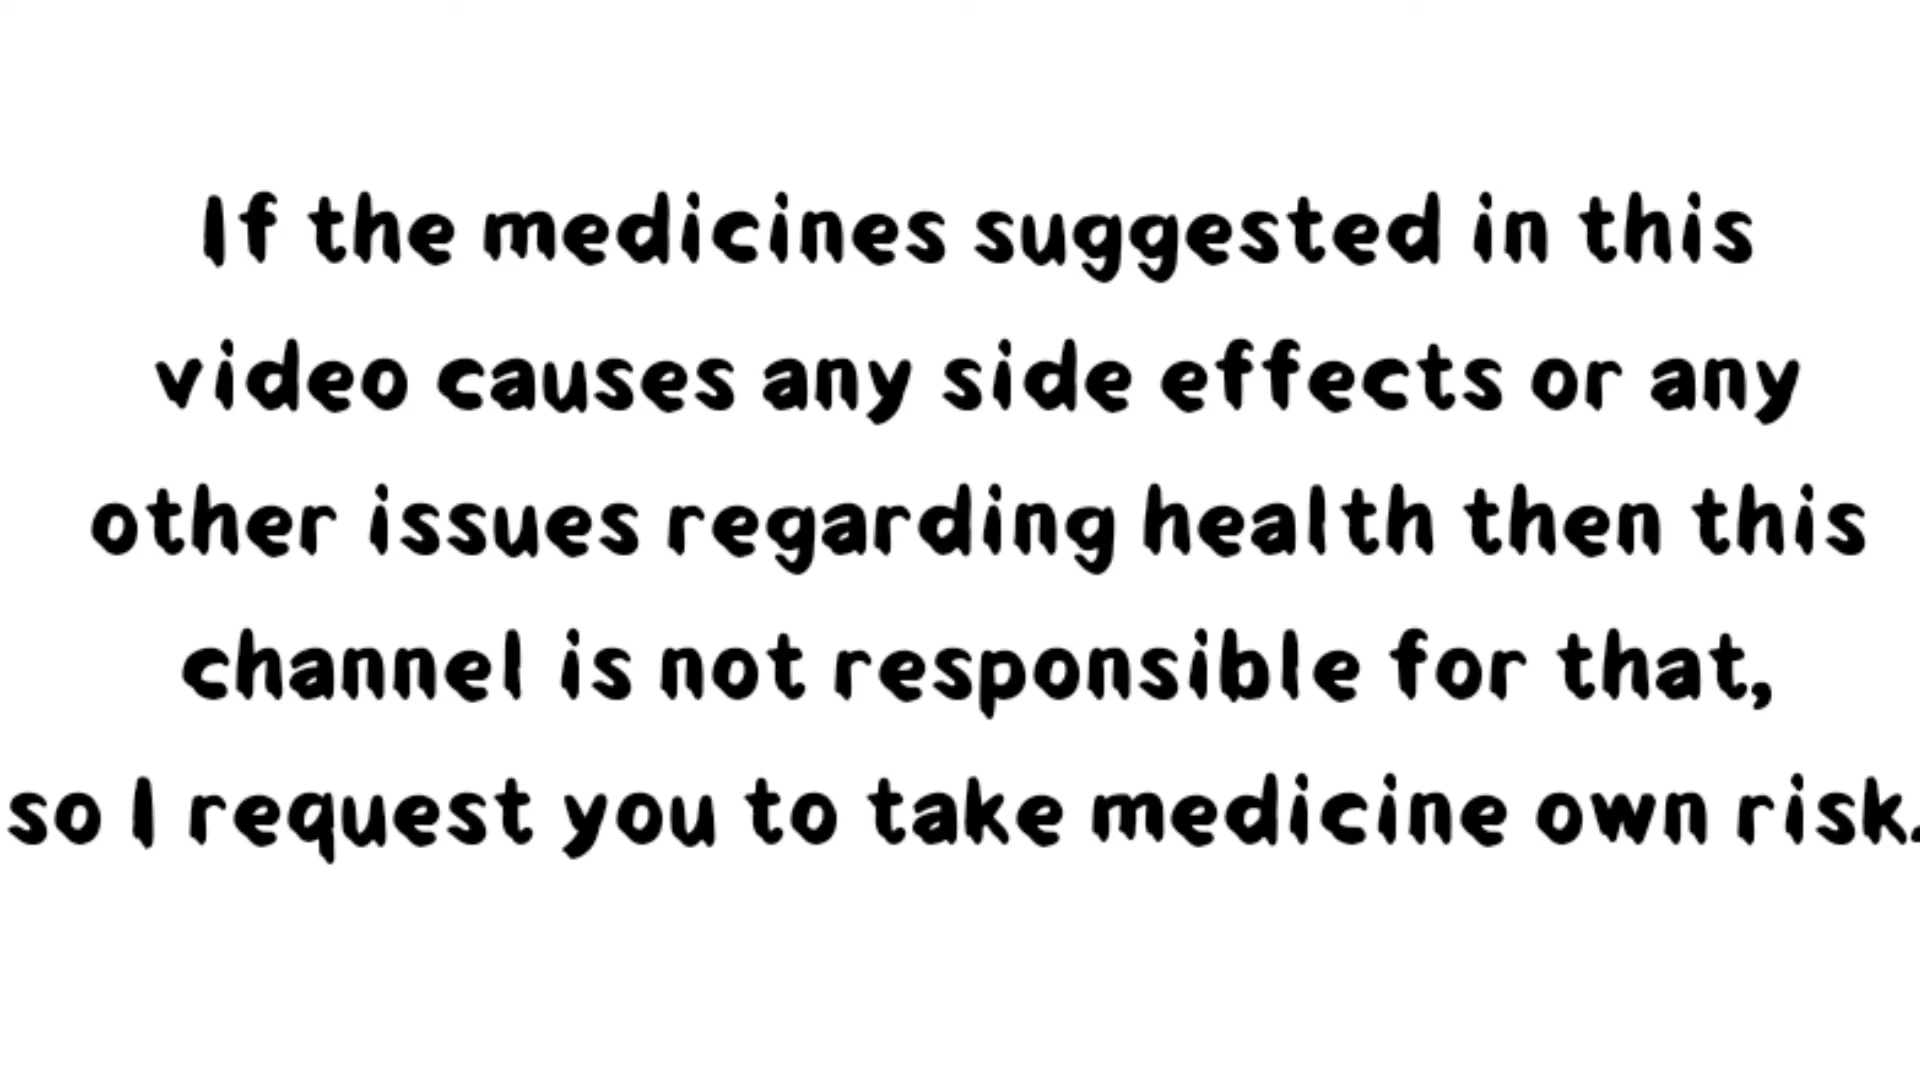 If the medicines suggested in this
video causes any side effects or any
other issues regarding health then this
channel is not responsible for that,
so I request you to take medicine own risk.